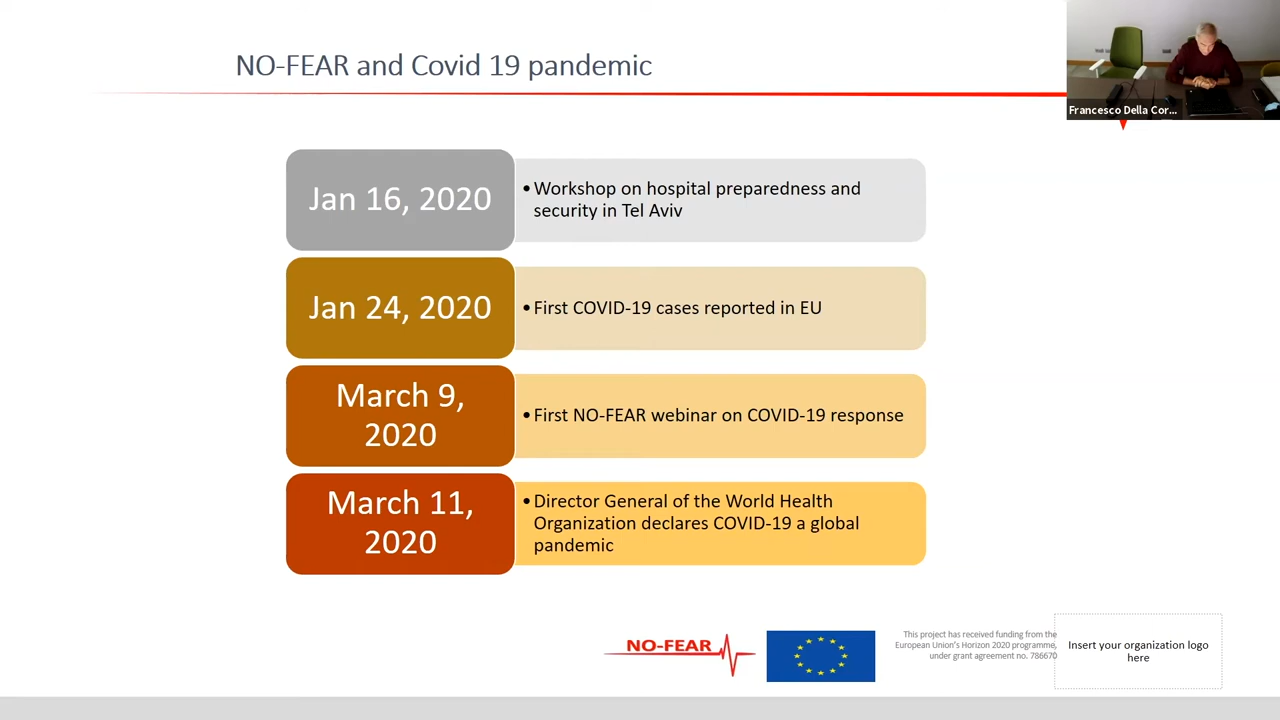 NO-FEAR and Covid 19 pandemic
Francesco Della Cor...
Jan 16, 2020
•Workshop on hospital preparedness and
security in Tel Aviv
Jan 24, 2020
•First COVID-19 cases reported in EU
March 9,
2020
•First NO-FEAR webinar on COVID-19 response
March 11,
2020
•Director General of the World Health
Organization declares COVID-19 a global
pandemic
NO-FEAR
This project has received funding from the
European Union's Horizon 2020 programme,
under grant agreement no. 786670
Insert your organization logo
here